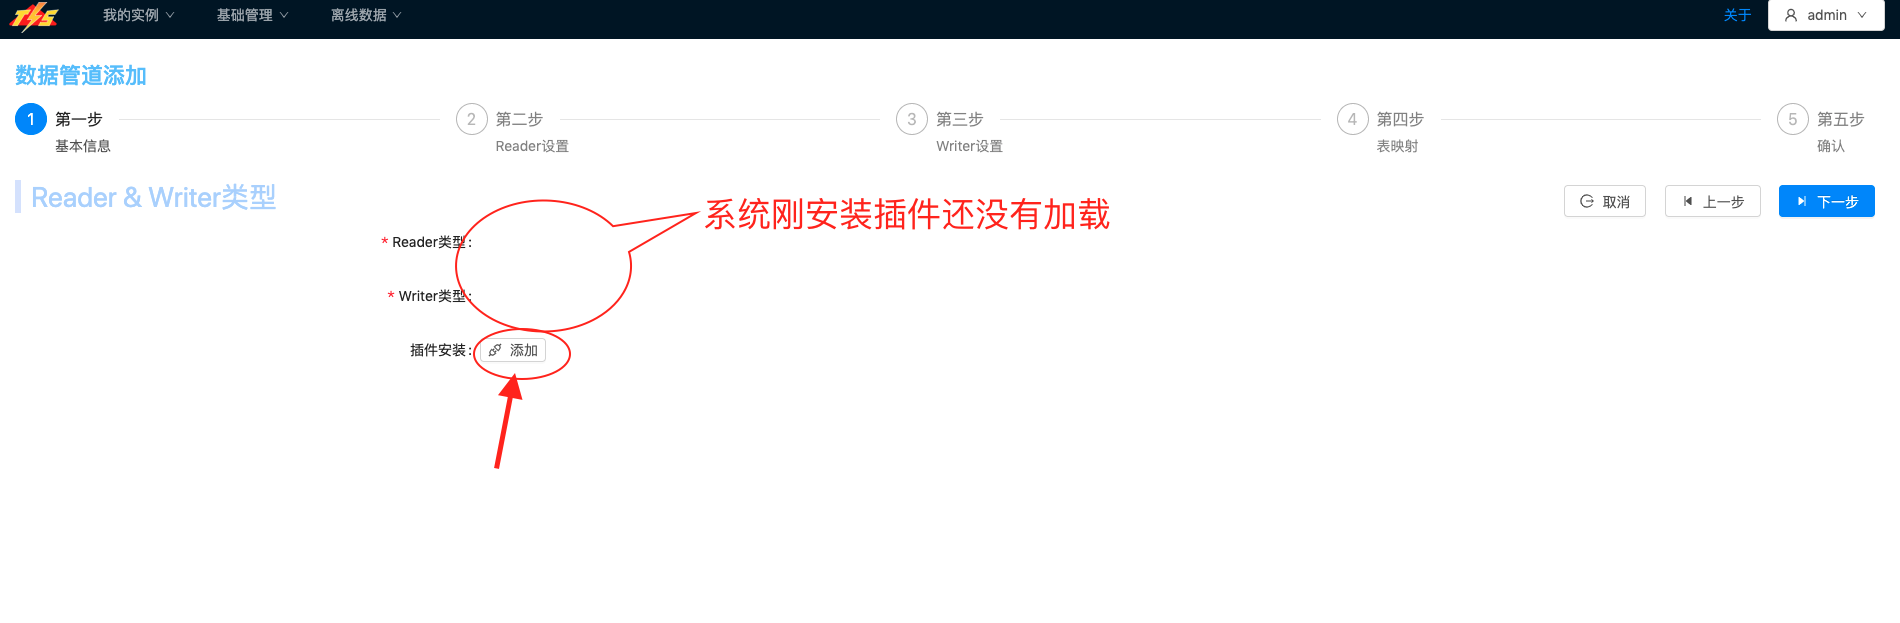 TIS
我的实例
基础管理
离线数据
关于
admin
数据管道添加
1 第一步
基本信息
2 第二步
Reader设置
3 第三步
Writer设置
4 第四步
表映射
5 第五步
确认
Reader & Writer类型
取消
上一步
下一步
系统刚安装插件还没有加载
* Reader类型:
* Writer类型:
插件安装: 添加